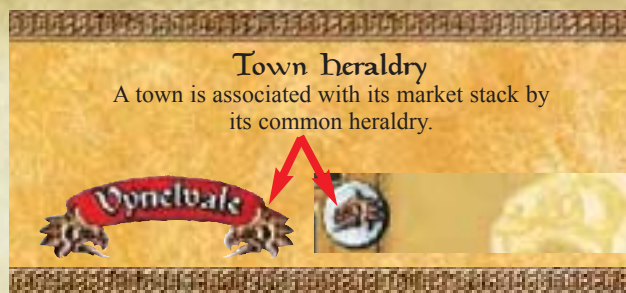 Town Heraldry
A town is associated with its market stack by
its common heraldry.
Vynelvale